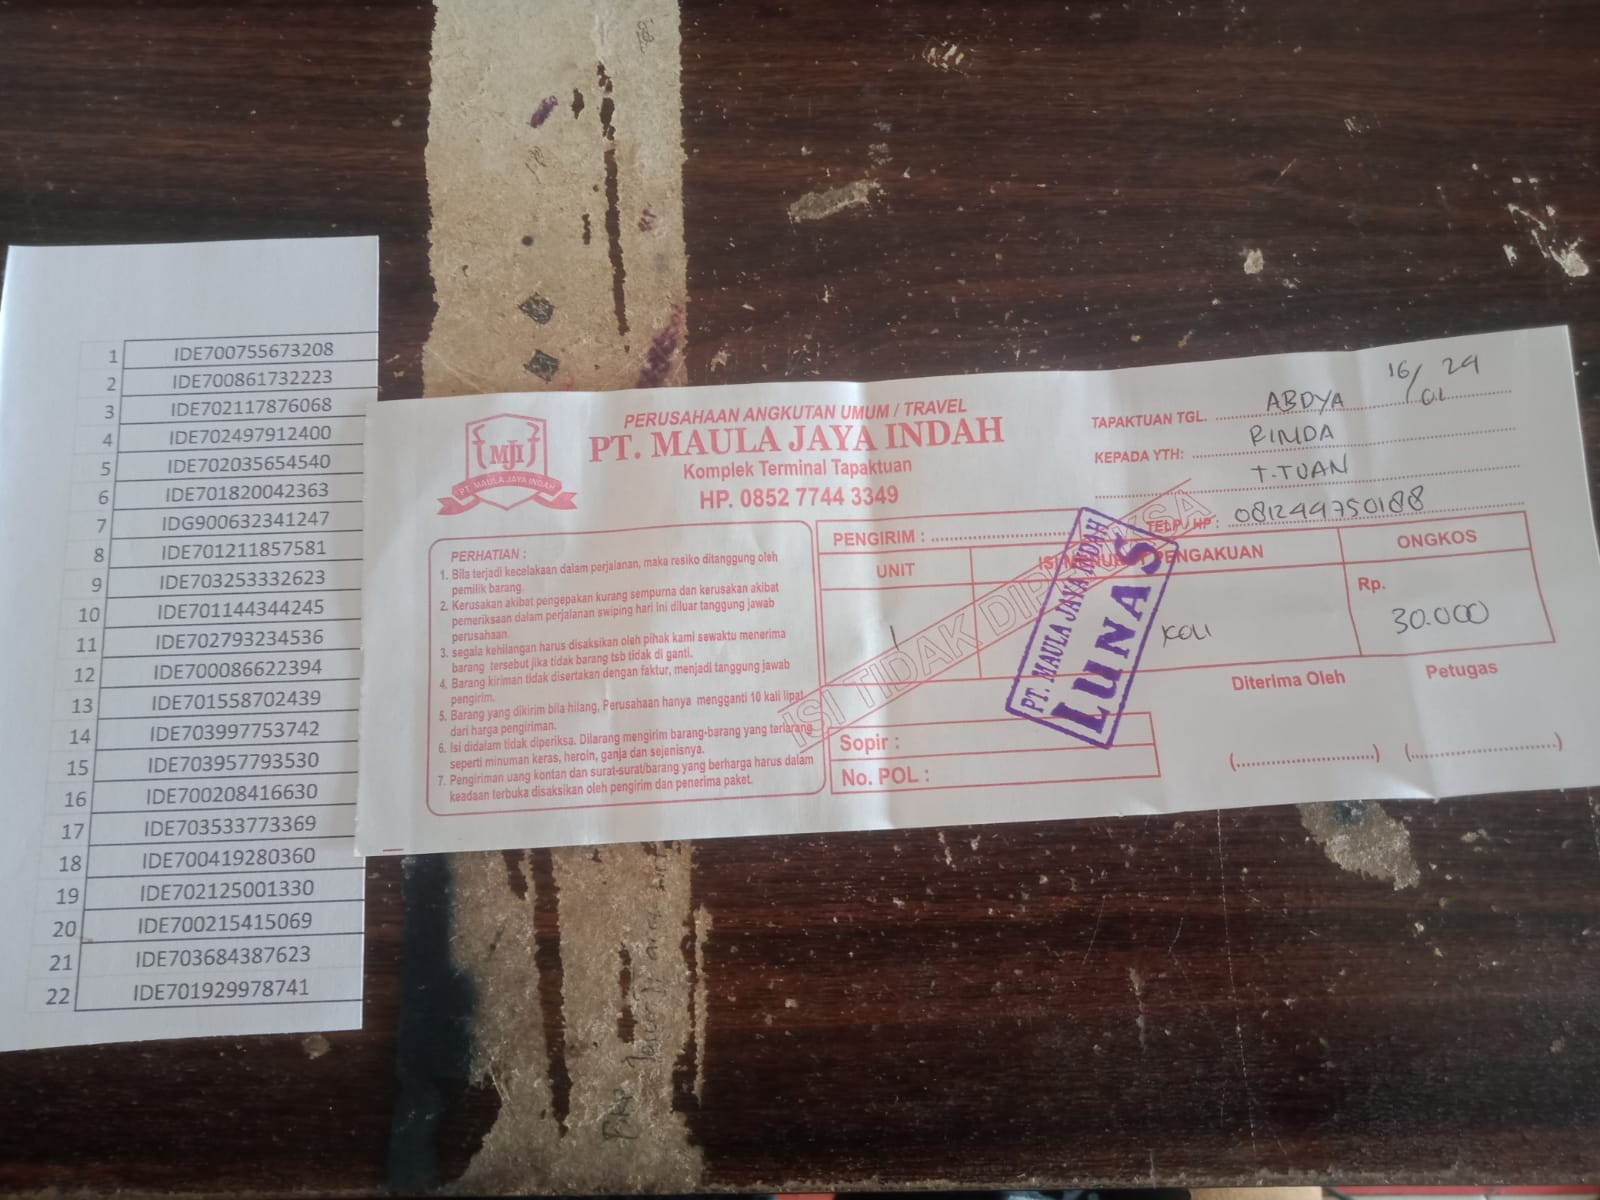 1 IDE700755673208
2 IDE700861732223
3 IDE702117876068
4 IDE702497912400
5 IDE702035654540
6 IDE701820042363
7 IDG900632341247
8 IDE701211857581
9 IDE703253332623
10 IDE701144344245
11 IDE702793234536
12 IDE700086622394
13 IDE701558702439
14 IDE703997753742
15 IDE703957793530
16 IDE700208416630
17 IDE703533773369
18 IDE700419280360
19 IDE702125001330
20 IDE700215415069
21 IDE703684387623
22 IDE701929978741
MJI
PT. MAULA JAYA INDAH
PERUSAHAAN ANGKUTAN UMUM / TRAVEL
PT. MAULA JAYA INDAH
Komplek Terminal Tapaktuan
HP. 0852 7744 3349
TAPAKTUAN TGL. ABDYA 16/01 24
KEPADA YTH: RINDA
T.TUAN
TELP / HP : 081249750188
PERHATIAN :
1. Bila terjadi kecelakaan dalam perjalanan, maka resiko ditanggung oleh
pemilik barang.
2. Kerusakan akibat pengepakan kurang sempurna dan kerusakan akibat
pemeriksaan dalam perjalanan swiping hari ini diluar tanggung jawab
perusahaan.
3. segala kehilangan harus disaksikan oleh pihak kami sewaktu menerima
barang tersebut jika tidak barang tsb tidak di ganti.
4. Barang kiriman tidak disertakan dengan faktur, menjadi tanggung jawab
pengirim.
5. Barang yang dikirim bila hilang, Perusahaan hanya mengganti 10 kali lipat
dari harga pengiriman.
6. Isi didalam tidak diperiksa. Dilarang mengirim barang-barang yang terlarang
seperti minuman keras, heroin, ganja dan sejenisnya.
7. Pengiriman uang kontan dan surat-surat/barang yang berharga harus dalam
keadaan terbuka disaksikan oleh pengirim dan penerima paket.
PENGIRIM :
UNIT ISI MENURUT PENGAKUAN ONGKOS
1 KOLI Rp. 30.000
ISI TIDAK DIPERIKSA
PT. MAULA JAYA INDAH
LUNAS
Sopir :
No. POL :
Diterima Oleh Petugas